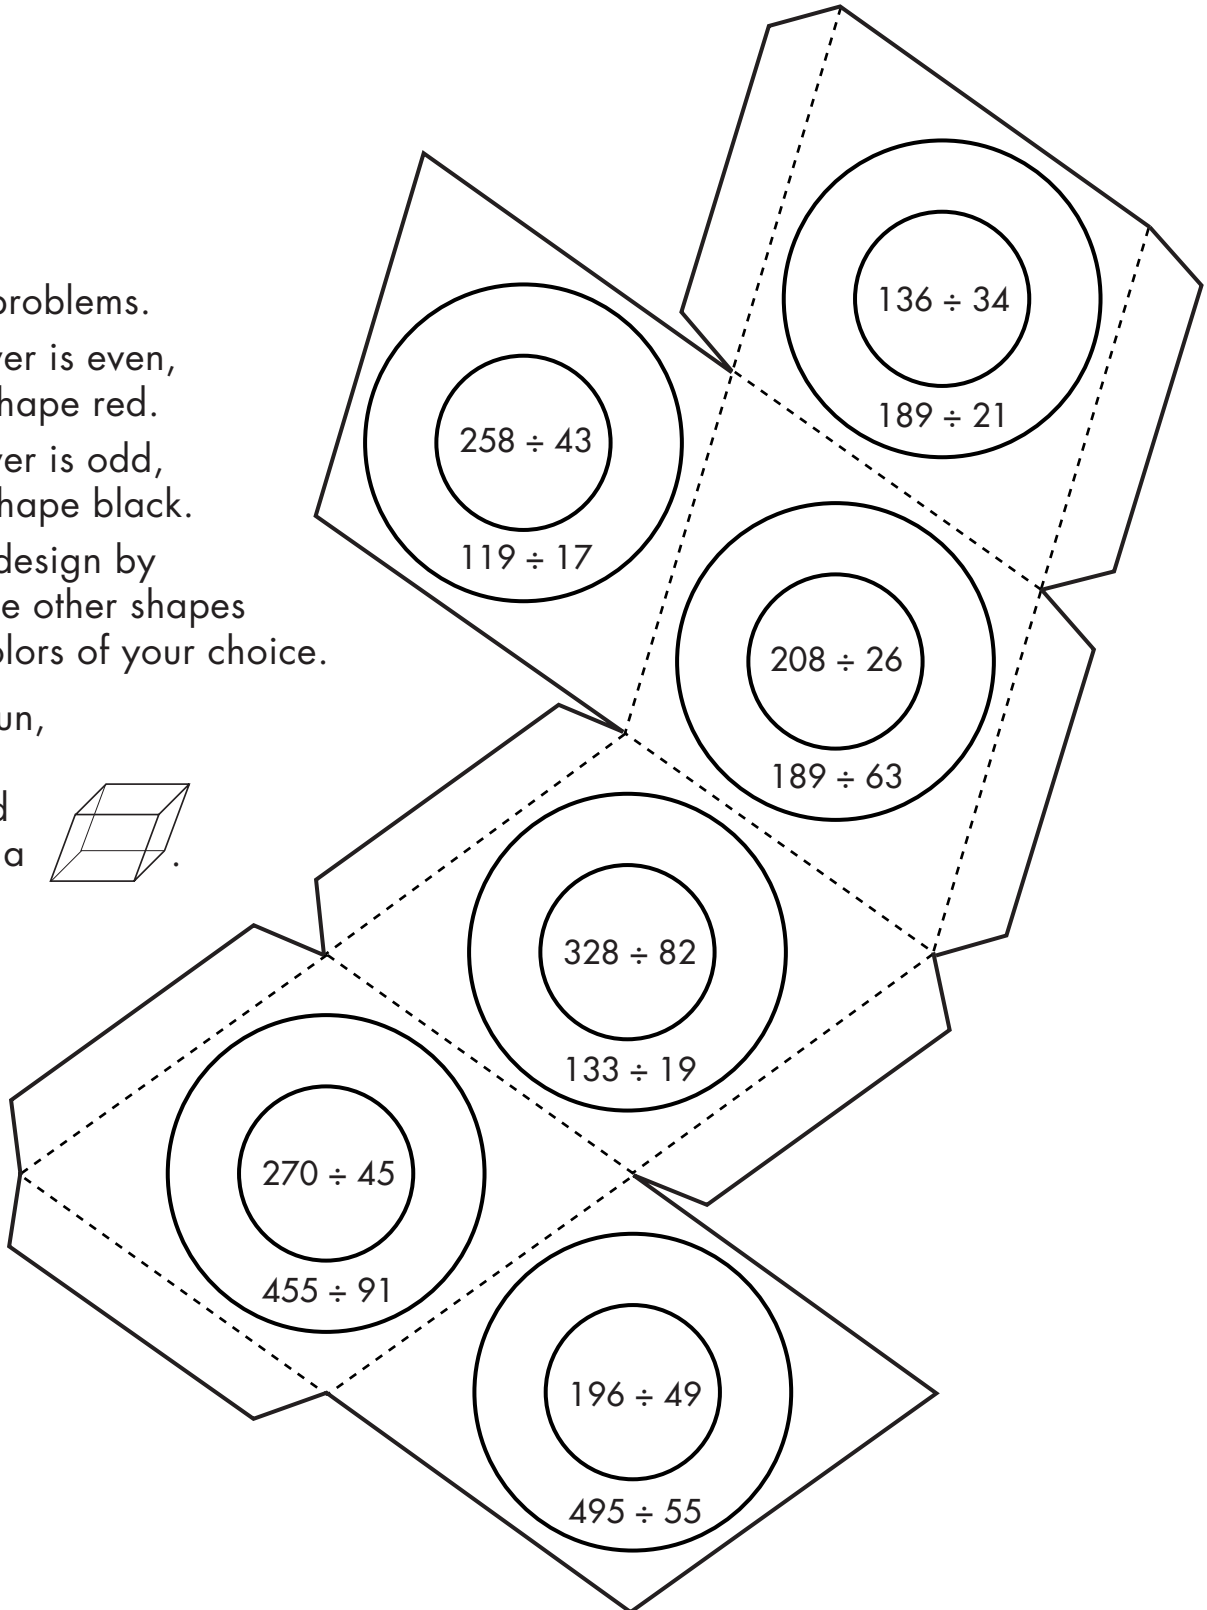 problems.
ver is even,
hape red.
ver is odd,
hape black.
design by
e other shapes
olors of your choice.
un,
d
a .
136 ÷ 34
189 ÷ 21
258 ÷ 43
119 ÷ 17
208 ÷ 26
189 ÷ 63
328 ÷ 82
133 ÷ 19
270 ÷ 45
455 ÷ 91
196 ÷ 49
495 ÷ 55